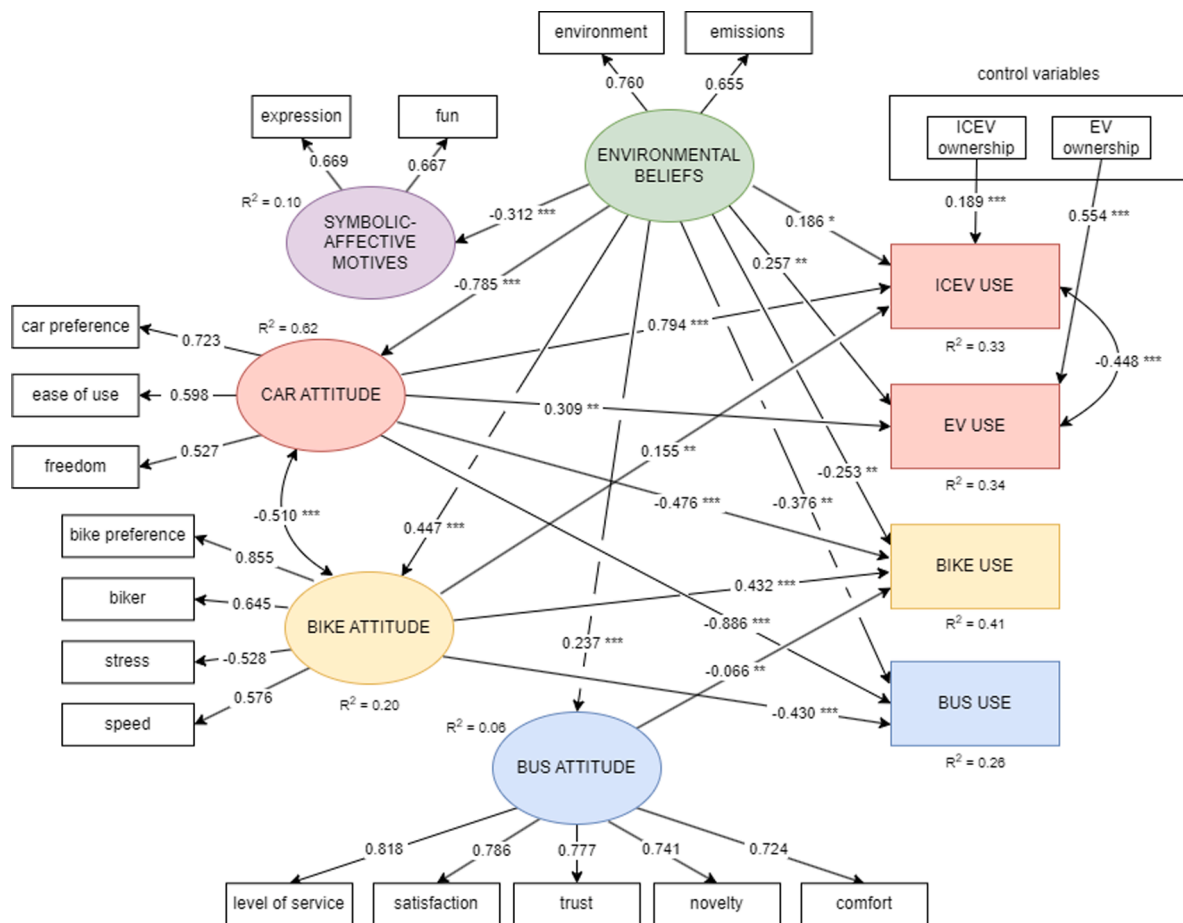 environment
emissions
0.760
0.655
control variables
ICEV
ownership
EV
ownership
expression
fun
0.669
0.667
ENVIRONMENTAL
BELIEFS
R² = 0.10
SYMBOLIC-
AFFECTIVE
MOTIVES
-0.312 ***
0.186 *
0.189 ***
0.554 ***
0.257 **
ICEV USE
-0.785 ***
car preference
0.723
R² = 0.62
0.794 ***
R² = 0.33
-0.448 ***
ease of use
0.598
CAR ATTITUDE
0.309 **
EV USE
freedom
0.527
0.155 **
-0.253 **
R² = 0.34
-0.476 ***
-0.376 **
-0.510 ***
0.447 ***
bike preference
0.855
BIKE USE
biker
0.645
BIKE ATTITUDE
0.432 ***
R² = 0.41
-0.886 ***
0.237 ***
stress
-0.528
-0.066 **
speed
0.576
R² = 0.20
R² = 0.06
-0.430 ***
BUS USE
R² = 0.26
BUS ATTITUDE
0.818
0.786
0.777
0.741
0.724
level of service
satisfaction
trust
novelty
comfort